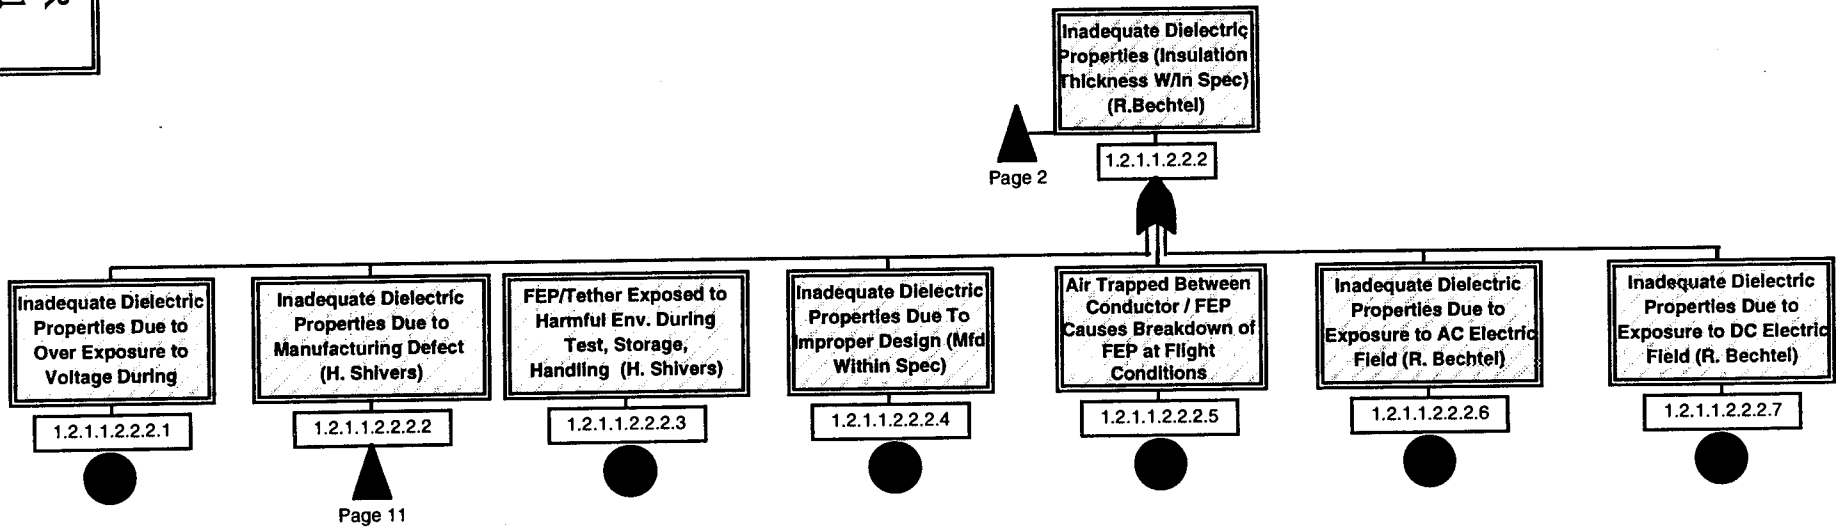 Inadequate Dielectric
Properties (Insulation
Thickness W/In Spec)
(R.Bechtel)
1.2.1.1.2.2.2
Page 2
Inadequate Dielectric
Properties Due to
Over Exposure to
Voltage During
1.2.1.1.2.2.2.1
Inadequate Dielectric
Properties Due to
Manufacturing Defect
(H. Shivers)
1.2.1.1.2.2.2.2
Page 11
FEP/Tether Exposed to
Harmful Env. During
Test, Storage,
Handling (H. Shivers)
1.2.1.1.2.2.2.3
Inadequate Dielectric
Properties Due To
Improper Design (Mfd
Within Spec)
1.2.1.1.2.2.2.4
Air Trapped Between
Conductor / FEP
Causes Breakdown of
FEP at Flight
Conditions
1.2.1.1.2.2.2.5
Inadequate Dielectric
Properties Due to
Exposure to AC Electric
Field (R. Bechtel)
1.2.1.1.2.2.2.6
Inadequate Dielectric
Properties Due to
Exposure to DC Electric
Field (R. Bechtel)
1.2.1.1.2.2.2.7